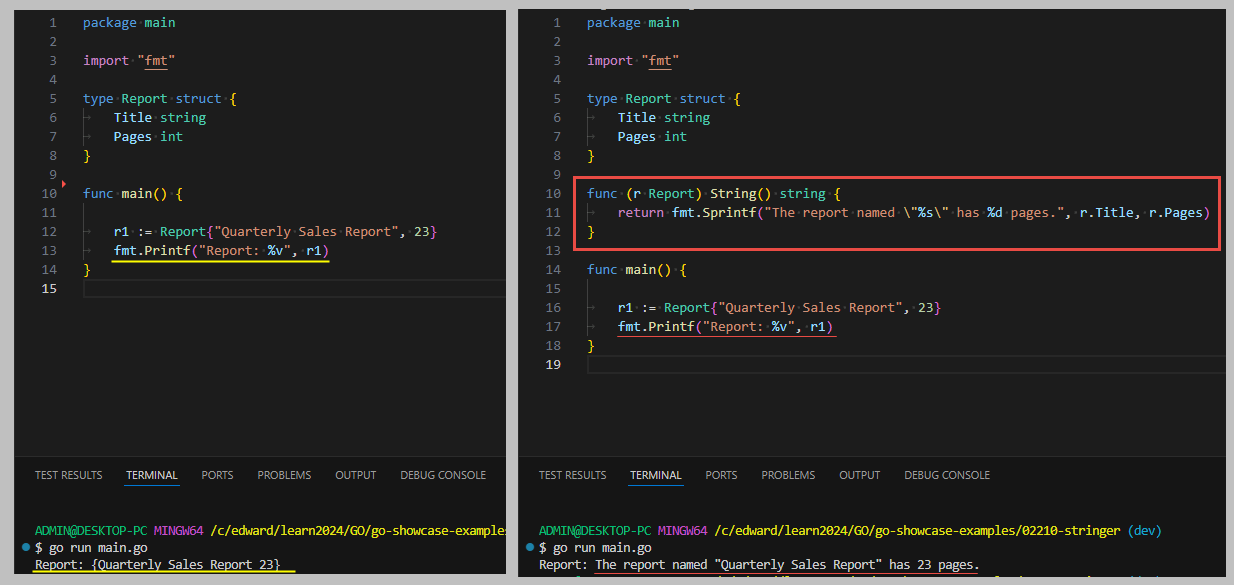 1 package main
2
3 import "fmt"
4
5 type Report struct {
6 Title string
7 Pages int
8 }
9
10 func main() {
11
12 r1 := Report{"Quarterly Sales Report", 23}
13 fmt.Printf("Report: %v", r1)
14 }
15
TEST RESULTS TERMINAL PORTS PROBLEMS OUTPUT DEBUG CONSOLE
ADMIN@DESKTOP-PC MINGW64 /c/edward/learn2024/GO/go-showcase-examples
$ go run main.go
Report: {Quarterly Sales Report 23}
1 package main
2
3 import "fmt"
4
5 type Report struct {
6 Title string
7 Pages int
8 }
9
10 func (r Report) String() string {
11 return fmt.Sprintf("The report named \"%s\" has %d pages.", r.Title, r.Pages)
12 }
13
14 func main() {
15
16 r1 := Report{"Quarterly Sales Report", 23}
17 fmt.Printf("Report: %v", r1)
18 }
19
TEST RESULTS TERMINAL PORTS PROBLEMS OUTPUT DEBUG CONSOLE
ADMIN@DESKTOP-PC MINGW64 /c/edward/learn2024/GO/go-showcase-examples/02210-stringer (dev)
$ go run main.go
Report: The report named "Quarterly Sales Report" has 23 pages.